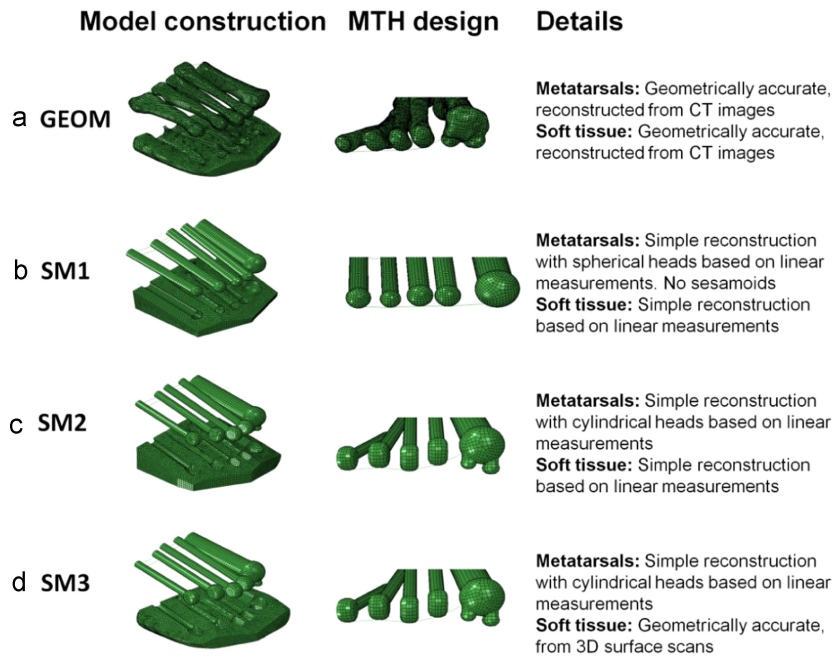 Model construction MTH design Details
a GEOM
Metatarsals: Geometrically accurate,
reconstructed from CT images
Soft tissue: Geometrically accurate,
reconstructed from CT images
b SM1
Metatarsals: Simple reconstruction
with spherical heads based on linear
measurements. No sesamoids
Soft tissue: Simple reconstruction
based on linear measurements
c SM2
Metatarsals: Simple reconstruction
with cylindrical heads based on linear
measurements
Soft tissue: Simple reconstruction
based on linear measurements
d SM3
Metatarsals: Simple reconstruction
with cylindrical heads based on linear
measurements
Soft tissue: Geometrically accurate,
from 3D surface scans